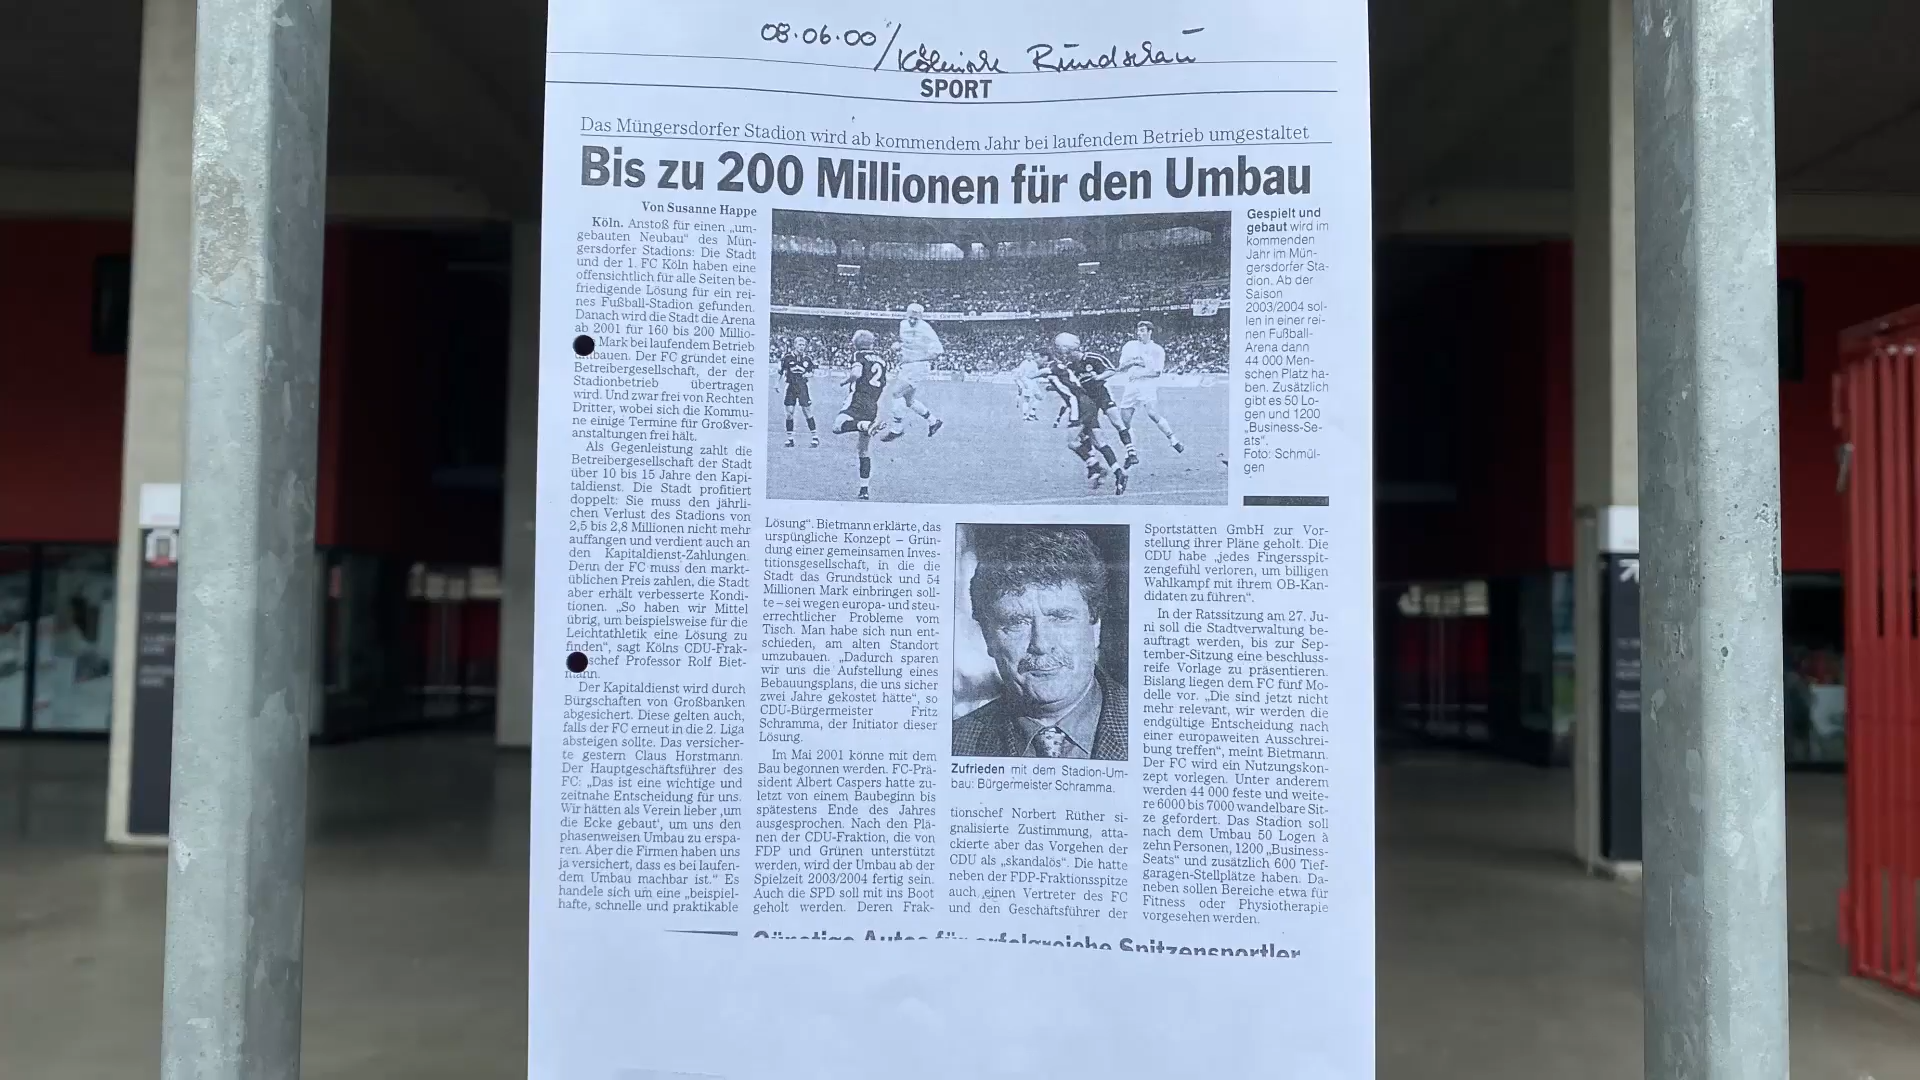 08.06.00/Kölnische Rundschau
SPORT
Das Müngersdorfer Stadion wird ab kommendem Jahr bei laufendem Betrieb umgestaltet
Bis zu 200 Millionen für den Umbau
Von Susanne Happe
Köln. Anstoß für einen „um-
gebauten Neubau“ des Mün-
gersdorfer Stadions: Die Stadt
und der 1. FC Köln haben eine
offensichtlich für alle Seiten be-
friedigende Lösung für ein rei-
nes Fußball-Stadion gefunden.
Danach wird die Stadt die Arena
ab 2001 für 160 bis 200 Millio-
Mark bei laufendem Betrieb
umbauen. Der FC gründet eine
Betreibergesellschaft, der der
Stadionbetrieb übertragen
wird. Und zwar frei von Rechten
Dritter, wobei sich die Kommu-
ne einige Termine für Großver-
anstaltungen frei hält.
Als Gegenleistung zahlt die
Betreibergesellschaft der Stadt
über 10 bis 15 Jahre den Kapi-
taldienst. Die Stadt profitiert
doppelt: Sie muss den jährli-
chen Verlust des Stadions von
2,5 bis 2,8 Millionen nicht mehr
auffangen und verdient auch an
den Kapitaldienst-Zahlungen.
Denn der FC muss den markt-
üblichen Preis zahlen, die Stadt
aber erhält verbesserte Kondi-
tionen. „So haben wir Mittel
übrig, um beispielsweise für die
Leichtathletik eine Lösung zu
finden“, sagt Kölns CDU-Frak-
schef Professor Rolf Biet-
mann.
Der Kapitaldienst wird durch
Bürgschaften von Großbanken
abgesichert. Diese gelten auch,
falls der FC erneut in die 2. Liga
absteigen sollte. Das versicher-
te gestern Claus Horstmann.
Der Hauptgeschäftsführer des
FC: „Das ist eine wichtige und
zeitnahe Entscheidung für uns.
Wir hätten als Verein lieber ‚um
die Ecke gebaut‘, um uns den
phasenweisen Umbau zu erspa-
ren. Aber die Firmen haben uns
ja versichert, dass es bei laufen-
dem Umbau machbar ist.“ Es
handele sich um eine „beispiel-
hafte, schnelle und praktikable
Lösung“. Bietmann erklärte, das
urspüngliche Konzept – Grün-
dung einer gemeinsamen Inves-
titionsgesellschaft, in die die
Stadt das Grundstück und 54
Millionen Mark einbringen soll-
te – sei wegen europa- und steu-
errechtlicher Probleme vom
Tisch. Man habe sich nun ent-
schieden, am alten Standort
umzubauen. „Dadurch sparen
wir uns die Aufstellung eines
Bebauungsplans, die uns sicher
zwei Jahre gekostet hätte“, so
CDU-Bürgermeister Fritz
Schramma, der Initiator dieser
Lösung.
Im Mai 2001 könne mit dem
Bau begonnen werden. FC-Prä-
sident Albert Caspers hatte zu-
letzt von einem Baubeginn bis
spätestens Ende des Jahres
ausgesprochen. Nach den Plä-
nen der CDU-Fraktion, die von
FDP und Grünen unterstützt
werden, wird der Umbau ab der
Spielzeit 2003/2004 fertig sein.
Auch die SPD soll mit ins Boot
geholt werden. Deren Frak-
Zufrieden mit dem Stadion-Um-
bau: Bürgermeister Schramma.
tionschef Norbert Rüther si-
gnalisierte Zustimmung, atta-
ckierte aber das Vorgehen der
CDU als „skandalös“. Die hatte
neben der FDP-Fraktionsspitze
auch einen Vertreter des FC
und den Geschäftsführer der
Sportstätten GmbH zur Vor-
stellung ihrer Pläne geholt. Die
CDU habe „jedes Fingersspit-
zengefühl verloren, um billigen
Wahlkampf mit ihrem OB-Kan-
didaten zu führen“.
In der Ratssitzung am 27. Ju-
ni soll die Stadtverwaltung be-
auftragt werden, bis zur Sep-
tember-Sitzung eine beschluss-
reife Vorlage zu präsentieren.
Bislang liegen dem FC fünf Mo-
delle vor. „Die sind jetzt nicht
mehr relevant, wir werden die
endgültige Entscheidung nach
einer europaweiten Ausschrei-
bung treffen“, meint Bietmann.
Der FC wird ein Nutzungskon-
zept vorlegen. Unter anderem
werden 44 000 feste und weite-
re 6000 bis 7000 wandelbare Sit-
ze gefordert. Das Stadion soll
nach dem Umbau 50 Logen à
zehn Personen, 1200 „Business-
Seats“ und zusätzlich 600 Tief-
garagen-Stellplätze haben. Da-
neben sollen Bereiche etwa für
Fitness oder Physiotherapie
vorgesehen werden.
Gespielt und
gebaut wird im
kommenden
Jahr im Mün-
gersdorfer Sta-
dion. Ab der
Saison
2003/2004 sol-
len in einer rei-
nen Fußball-
Arena dann
44 000 Men-
schen Platz ha-
ben. Zusätzlich
gibt es 50 Lo-
gen und 1200
„Business-Se-
ats“.
Foto: Schmül-
gen
Günstige Autos für erfolgreiche Spitzensportler